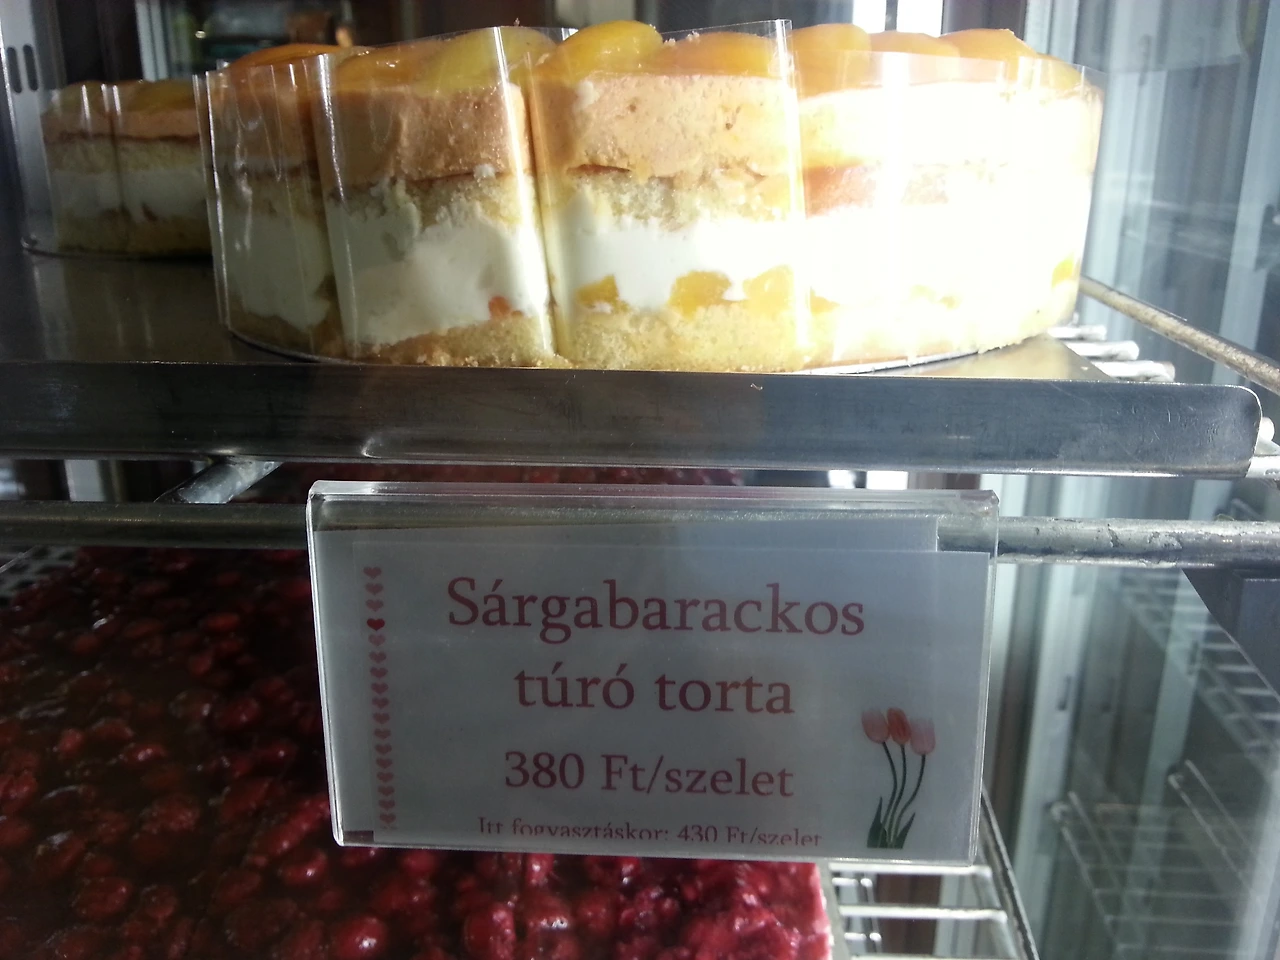 Sárgabarackos
túró torta
380 Ft/szelet
Itt fogyasztáskor: 430 Ft/szelet